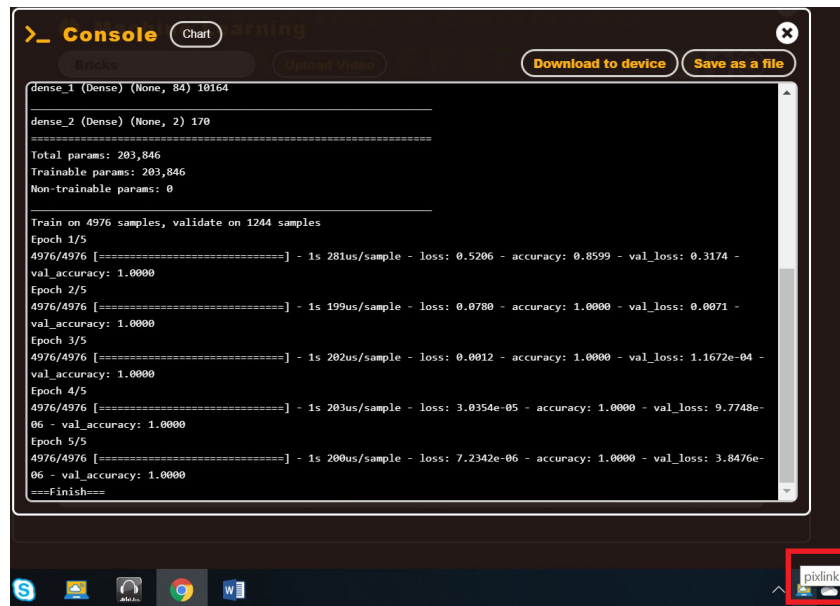 >_ Console
Chart
Bricks
Upload Video
Download to device
Save as a file
dense_1 (Dense) (None, 84) 10164
_________________________________________________________________
dense_2 (Dense) (None, 2) 170
=================================================================
Total params: 203,846
Trainable params: 203,846
Non-trainable params: 0
_________________________________________________________________
Train on 4976 samples, validate on 1244 samples
Epoch 1/5
4976/4976 [==============================] - 1s 281us/sample - loss: 0.5206 - accuracy: 0.8599 - val_loss: 0.3174 -
val_accuracy: 1.0000
Epoch 2/5
4976/4976 [==============================] - 1s 199us/sample - loss: 0.0780 - accuracy: 1.0000 - val_loss: 0.0071 -
val_accuracy: 1.0000
Epoch 3/5
4976/4976 [==============================] - 1s 202us/sample - loss: 0.0012 - accuracy: 1.0000 - val_loss: 1.1672e-04 -
val_accuracy: 1.0000
Epoch 4/5
4976/4976 [==============================] - 1s 203us/sample - loss: 3.0354e-05 - accuracy: 1.0000 - val_loss: 9.7748e-
06 - val_accuracy: 1.0000
Epoch 5/5
4976/4976 [==============================] - 1s 200us/sample - loss: 7.2342e-06 - accuracy: 1.0000 - val_loss: 3.8476e-
06 - val_accuracy: 1.0000
===Finish===
pixlink